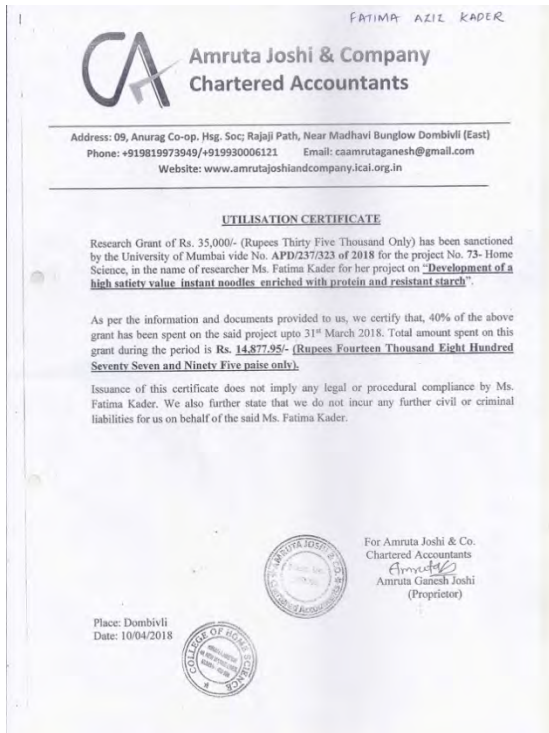 FATIMA AZIZ KADER
CA
Amruta Joshi & Company
Chartered Accountants
Address: 09, Anurag Co-op. Hsg. Soc; Rajaji Path, Near Madhavi Bunglow Dombivli (East)
Phone: +919819973949/+919930006121 Email: caamrutaganesh@gmail.com
Website: www.amrutajoshiandcompany.icai.org.in
UTILISATION CERTIFICATE
Research Grant of Rs. 35,000/- (Rupees Thirty Five Thousand Only) has been sanctioned
by the University of Mumbai vide No. APD/237/323 of 2018 for the project No. 73- Home
Science, in the name of researcher Ms. Fatima Kader for her project on "Development of a
high satiety value instant noodles enriched with protein and resistant starch".
As per the information and documents provided to us, we certify that, 40% of the above
grant has been spent on the said project upto 31st March 2018. Total amount spent on this
grant during the period is Rs. 14,877.95/- (Rupees Fourteen Thousand Eight Hundred
Seventy Seven and Ninety Five paise only).
Issuance of this certificate does not imply any legal or procedural compliance by Ms.
Fatima Kader. We also further state that we do not incur any further civil or criminal
liabilities for us on behalf of the said Ms. Fatima Kader.
For Amruta Joshi & Co.
Chartered Accountants
Amruta
Amruta Ganesh Joshi
(Proprietor)
AMRUTA JOSHI & CO.
Chartered Accountants
Place: Dombivli
Date: 10/04/2018
COLLEGE OF HOME SCIENCE